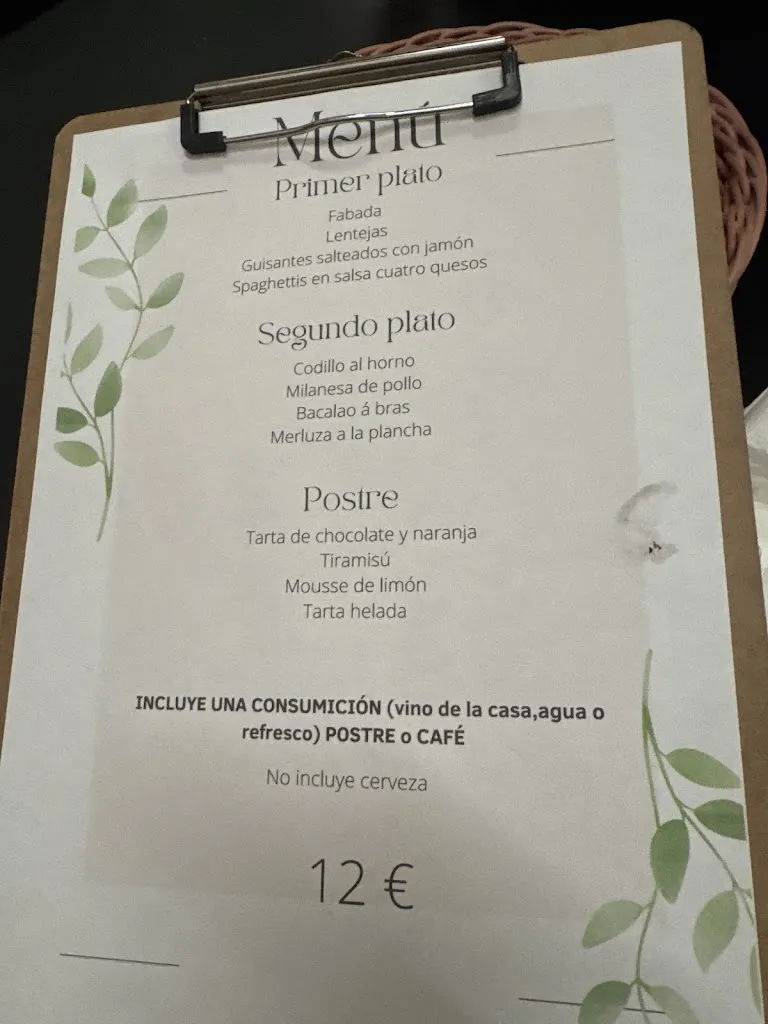 Menú
Primer plato
Fabada
Lentejas
Guisantes salteados con jamón
Spaghettis en salsa cuatro quesos
Segundo plato
Codillo al horno
Milanesa de pollo
Bacalao á bras
Merluza a la plancha
Postre
Tarta de chocolate y naranja
Tiramisú
Mousse de limón
Tarta helada
INCLUYE UNA CONSUMICIÓN (vino de la casa,agua o
refresco) POSTRE o CAFÉ
No incluye cerveza
12 €